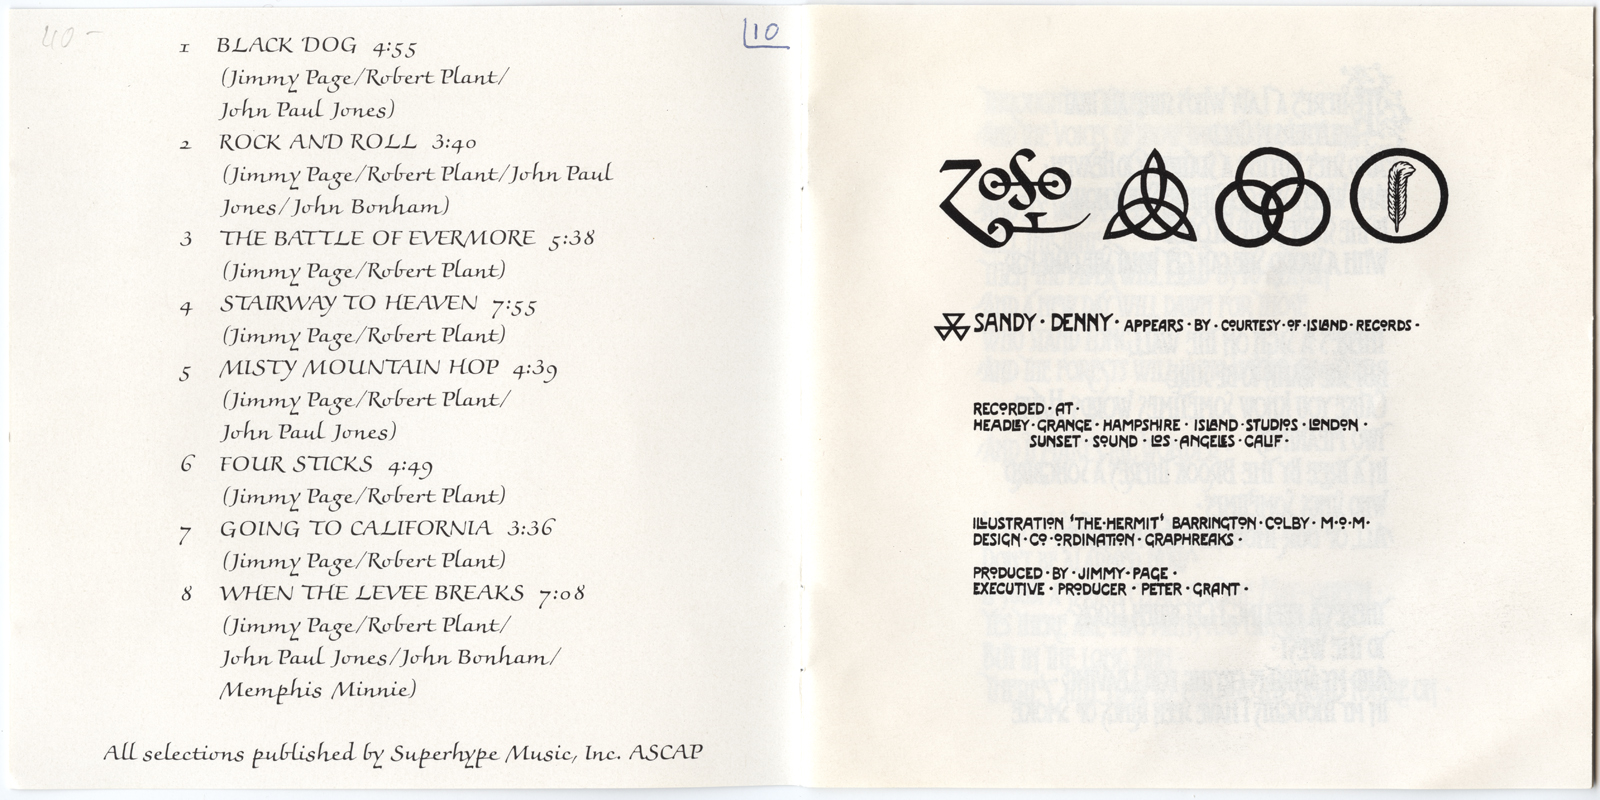 40-
10
1 BLACK DOG 4:55
(Jimmy Page/Robert Plant/
John Paul Jones)
2 ROCK AND ROLL 3:40
(Jimmy Page/Robert Plant/John Paul
Jones/John Bonham)
3 THE BATTLE OF EVERMORE 5:38
(Jimmy Page/Robert Plant)
4 STAIRWAY TO HEAVEN 7:55
(Jimmy Page/Robert Plant)
5 MISTY MOUNTAIN HOP 4:39
(Jimmy Page/Robert Plant/
John Paul Jones)
6 FOUR STICKS 4:49
(Jimmy Page/Robert Plant)
7 GOING TO CALIFORNIA 3:36
(Jimmy Page/Robert Plant)
8 WHEN THE LEVEE BREAKS 7:08
(Jimmy Page/Robert Plant/
John Paul Jones/John Bonham/
Memphis Minnie)
All selections published by Superhype Music, Inc. ASCAP
ZOSO
SANDY · DENNY · APPEARS · BY · COURTESY · OF · ISLAND · RECORDS ·
RECORDED · AT ·
HEADLEY · GRANGE · HAMPSHIRE · ISLAND · STUDIOS · LONDON ·
SUNSET · SOUND · LOS · ANGELES · CALIF ·
ILLUSTRATION 'THE·HERMIT' BARRINGTON · COLBY · M·O·M·
DESIGN · CO·ORDINATION · GRAPHREAKS ·
PRODUCED · BY · JIMMY · PAGE ·
EXECUTIVE · PRODUCER · PETER · GRANT ·